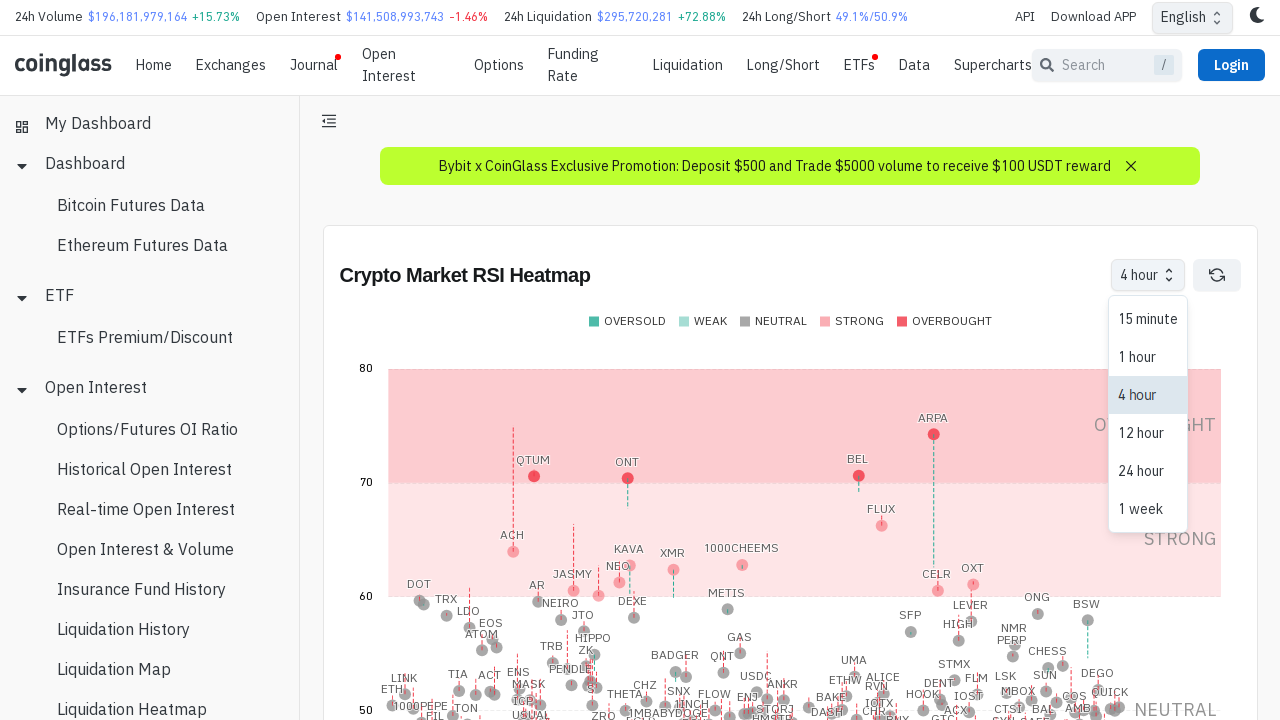 24h Volume $196,181,979,164 +15.73% Open Interest $141,508,993,743 -1.46% 24h Liquidation $295,720,281 +72.88% 24h Long/Short 49.1%/50.9% API Download APP English
coinglass Home Exchanges Journal Open Interest Options Funding Rate Liquidation Long/Short ETFs Data Supercharts Search / Login
My Dashboard
Dashboard
Bitcoin Futures Data
Ethereum Futures Data
ETF
ETFs Premium/Discount
Open Interest
Options/Futures OI Ratio
Historical Open Interest
Real-time Open Interest
Open Interest & Volume
Insurance Fund History
Liquidation History
Liquidation Map
Liquidation Heatmap
Bybit x CoinGlass Exclusive Promotion: Deposit $500 and Trade $5000 volume to receive $100 USDT reward
Crypto Market RSI Heatmap
4 hour
15 minute
1 hour
4 hour
12 hour
24 hour
1 week
OVERSOLD WEAK NEUTRAL STRONG OVERBOUGHT
80
ARPA
QTUM ONT BEL
70
FLUX
ACH
STRONG
KAVA XMR 1000CHEEMS
JASMY NEO CELR OXT
DOT AR METIS
60
TRX NEIRO DEXE LEVER ONG BSW
LDO JTO SFP
EOS HIGH
ATOM HIPPO GAS NMR
TRB ZK PERP
BADGER QNT CHESS
PENDLE UMA STMX
LINK TIA ACT ENS USDC ETHW ALICE FLM LSK SUN DEGO
ETH MASK CHZ ANKR RVN DENT MBOX
THETA SNX FLOW ENJ BAKE HOOK IOST COS QUICK
1000PEPE TON ICP IOTX CTSI BAL AMB
50
FIL USUAL ZRO DASH ACX NEUTRAL